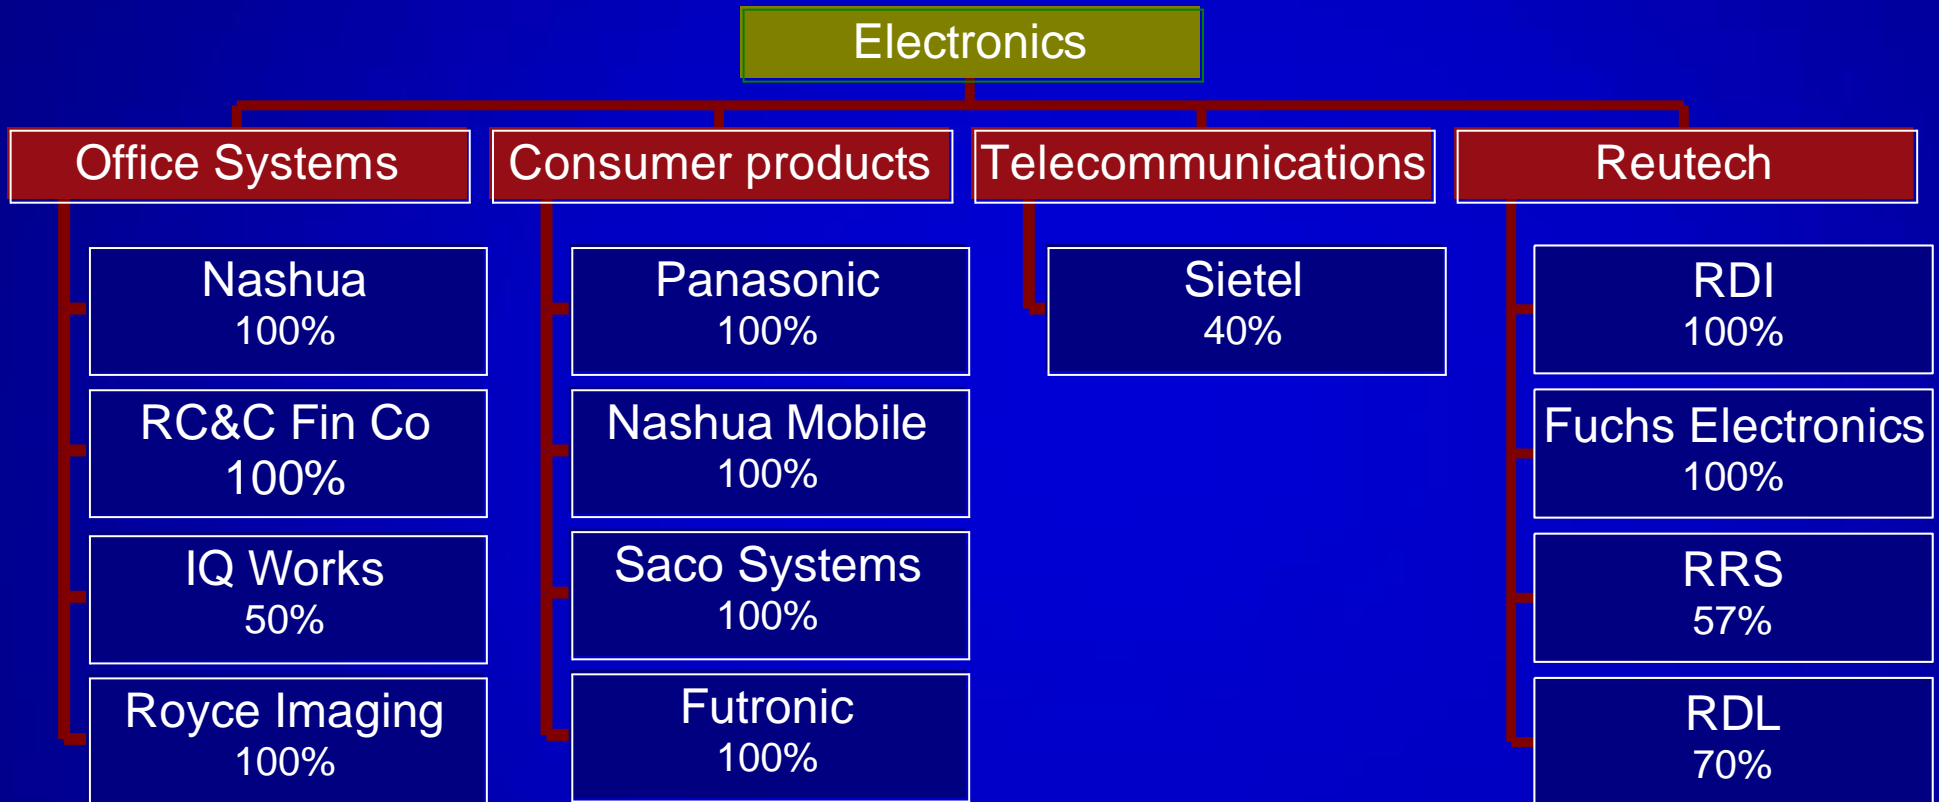 Electronics
Office Systems
Nashua
100%
RC&C Fin Co
100%
IQ Works
50%
Royce Imaging
100%
Consumer products
Panasonic
100%
Nashua Mobile
100%
Saco Systems
100%
Futronic
100%
Telecommunications
Sietel
40%
Reutech
RDI
100%
Fuchs Electronics
100%
RRS
57%
RDL
70%